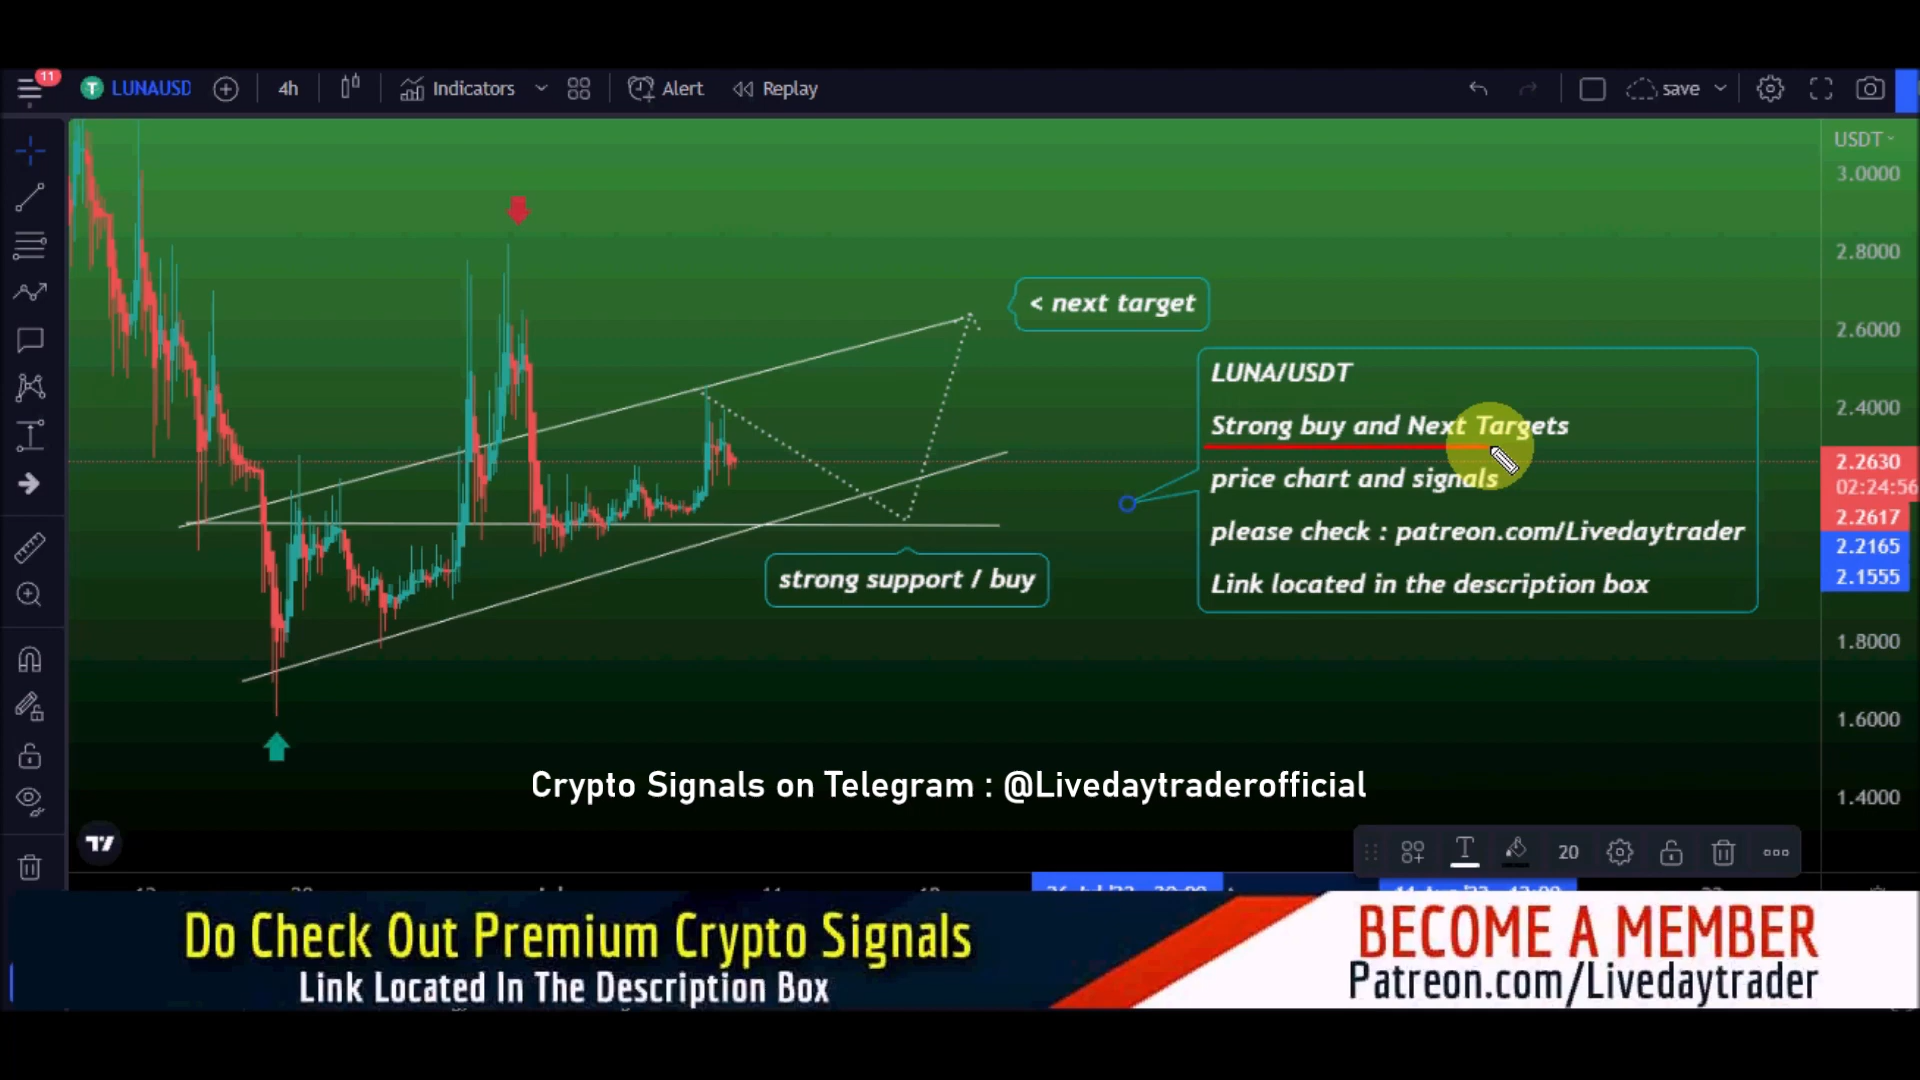 11
LUNAUSD
4h
Indicators
Alert
Replay
save
USDT
3.0000
2.8000
< next target
2.6000
LUNA/USDT
2.4000
Strong buy and Next Targets
2.2630
price chart and signals
02:24:56
2.2617
please check : patreon.com/Livedaytrader
2.2165
strong support / buy
2.1555
Link located in the description box
1.8000
1.6000
Crypto Signals on Telegram : @Livedaytraderofficial
1.4000
20
Do Check Out Premium Crypto Signals
Link Located In The Description Box
BECOME A MEMBER
Patreon.com/Livedaytrader